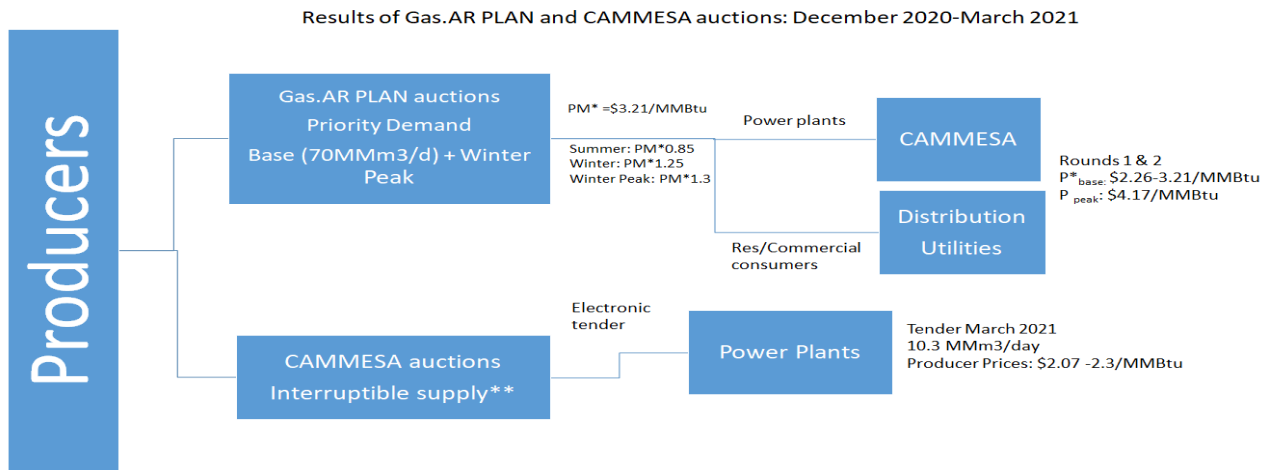 Results of Gas.AR PLAN and CAMMESA auctions: December 2020-March 2021
Producers
Gas.AR PLAN auctions
Priority Demand
Base (70MMm3/d) + Winter
Peak
PM* =$3.21/MMBtu
Summer: PM*0.85
Winter: PM*1.25
Winter Peak: PM*1.3
Power plants
CAMMESA
Rounds 1 & 2
P*base: $2.26-3.21/MMBtu
P peak: $4.17/MMBtu
Distribution
Utilities
Res/Commercial
consumers
Electronic
tender
CAMMESA auctions
Interruptible supply**
Power Plants
Tender March 2021
10.3 MMm3/day
Producer Prices: $2.07 -2.3/MMBtu